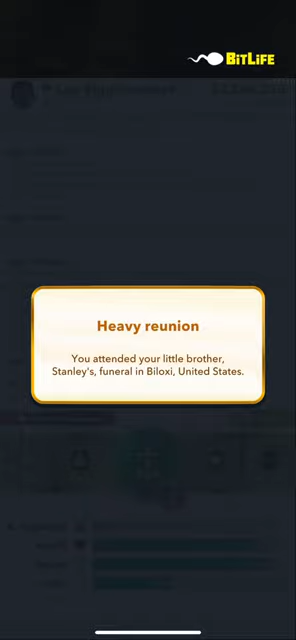 BitLife
Heavy reunion
You attended your little brother,
Stanley's, funeral in Biloxi, United States.